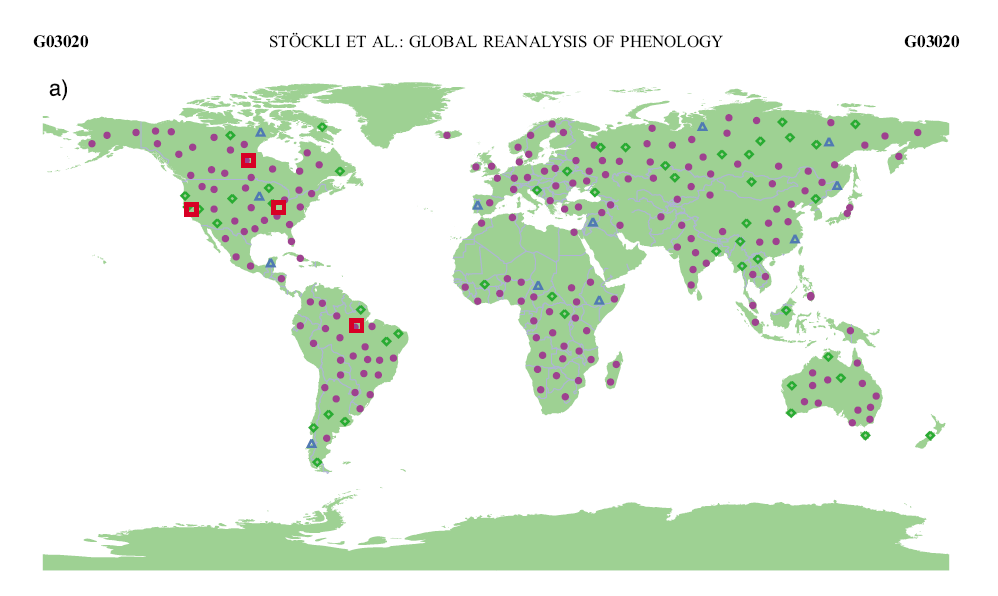 G03020 STÖCKLI ET AL.: GLOBAL REANALYSIS OF PHENOLOGY G03020
a)